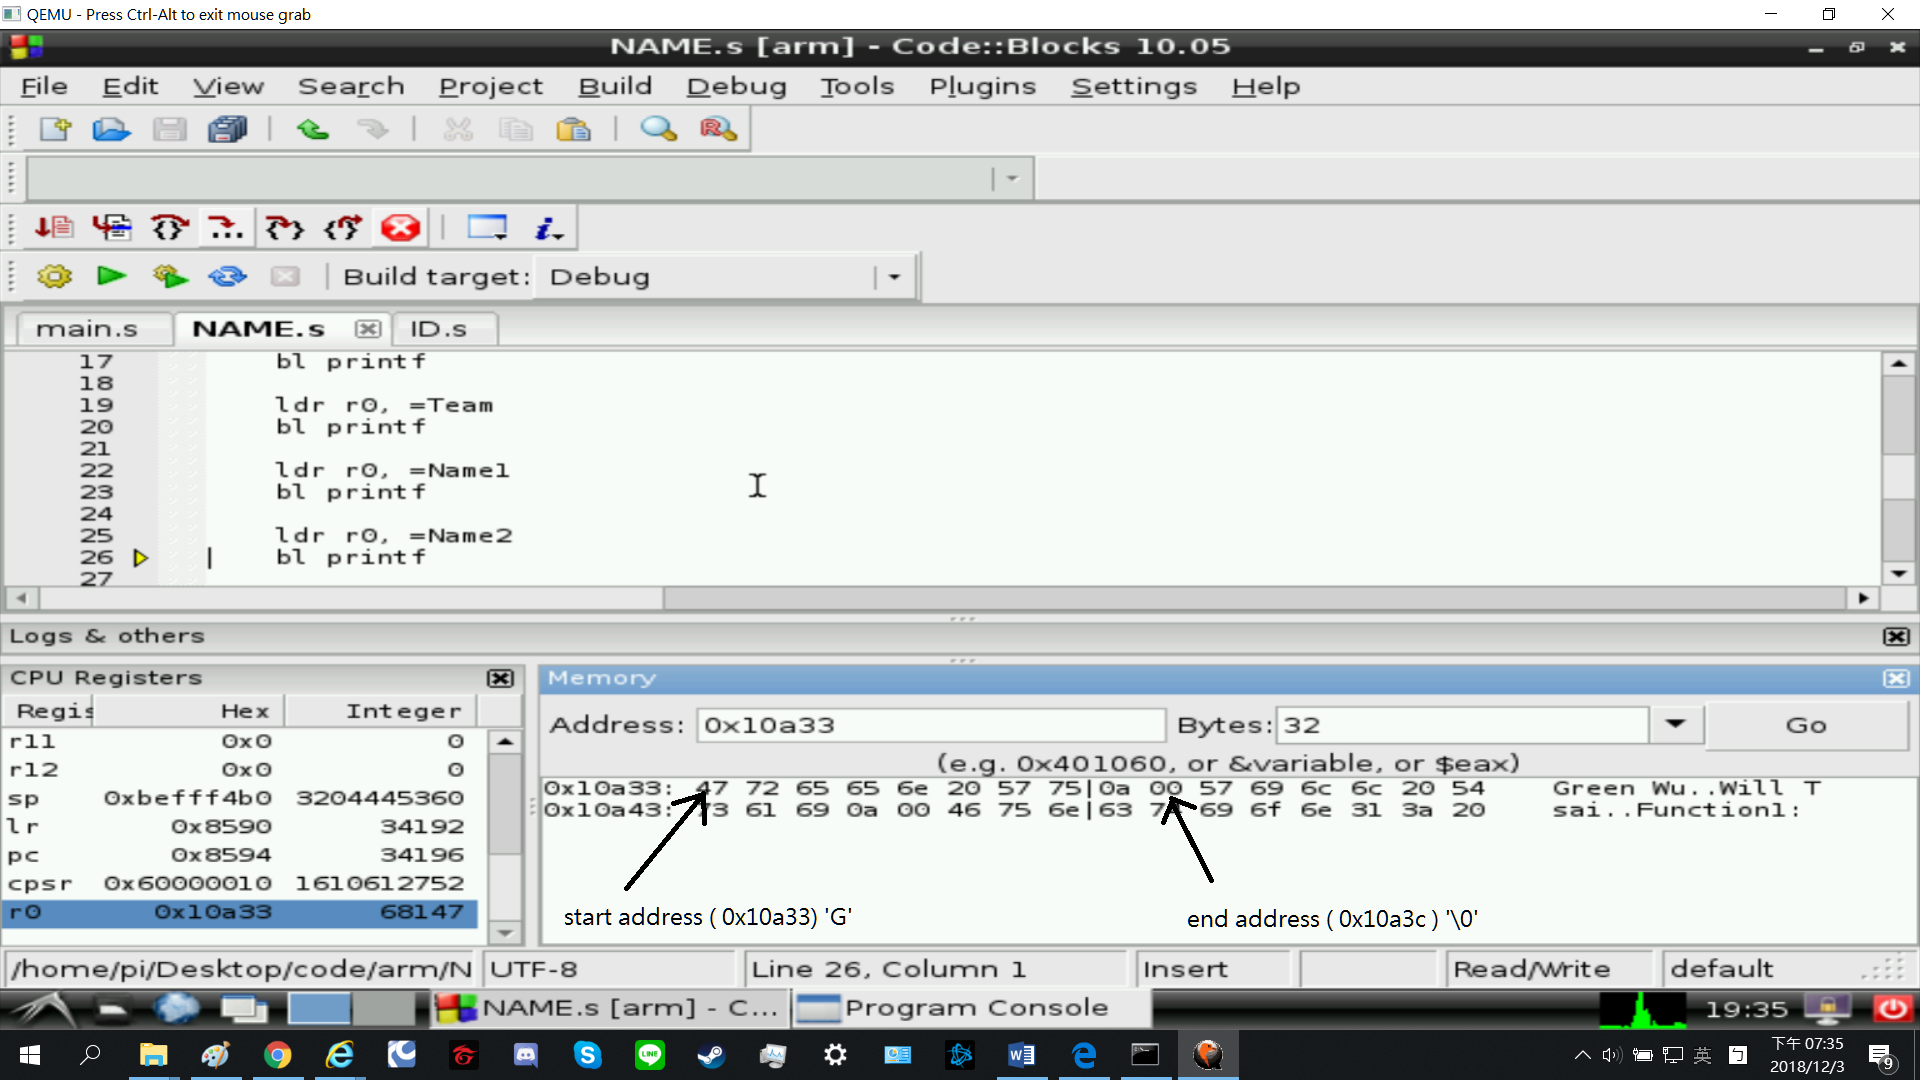 QEMU - Press Ctrl-Alt to exit mouse grab
NAME.s [arm] - Code::Blocks 10.05
File Edit View Search Project Build Debug Tools Plugins Settings Help
Build target: Debug
main.s NAME.s ID.s
17 bl printf
18
19 ldr r0, =Team
20 bl printf
21
22 ldr r0, =Name1
23 bl printf
24
25 ldr r0, =Name2
26 bl printf
27
Logs & others
CPU Registers
Regis Hex Integer
r11 0x0 0
r12 0x0 0
sp 0xbefff4b0 3204445360
lr 0x8590 34192
pc 0x8594 34196
cpsr 0x60000010 1610612752
r0 0x10a33 68147
Memory
Address: 0x10a33 Bytes: 32 Go
(e.g. 0x401060, or &variable, or $eax)
0x10a33: 47 72 65 65 6e 20 57 75|0a 00 57 69 6c 6c 20 54 Green Wu..Will T
0x10a43: 73 61 69 0a 00 46 75 6e|63 74 69 6f 6e 31 3a 20 sai..Function1:
start address ( 0x10a33) 'G'
end address ( 0x10a3c ) '\0'
/home/pi/Desktop/code/arm/N UTF-8 Line 26, Column 1 Insert Read/Write default
NAME.s [arm] - C... Program Console 19:35
英
下午 07:35
2018/12/3
9